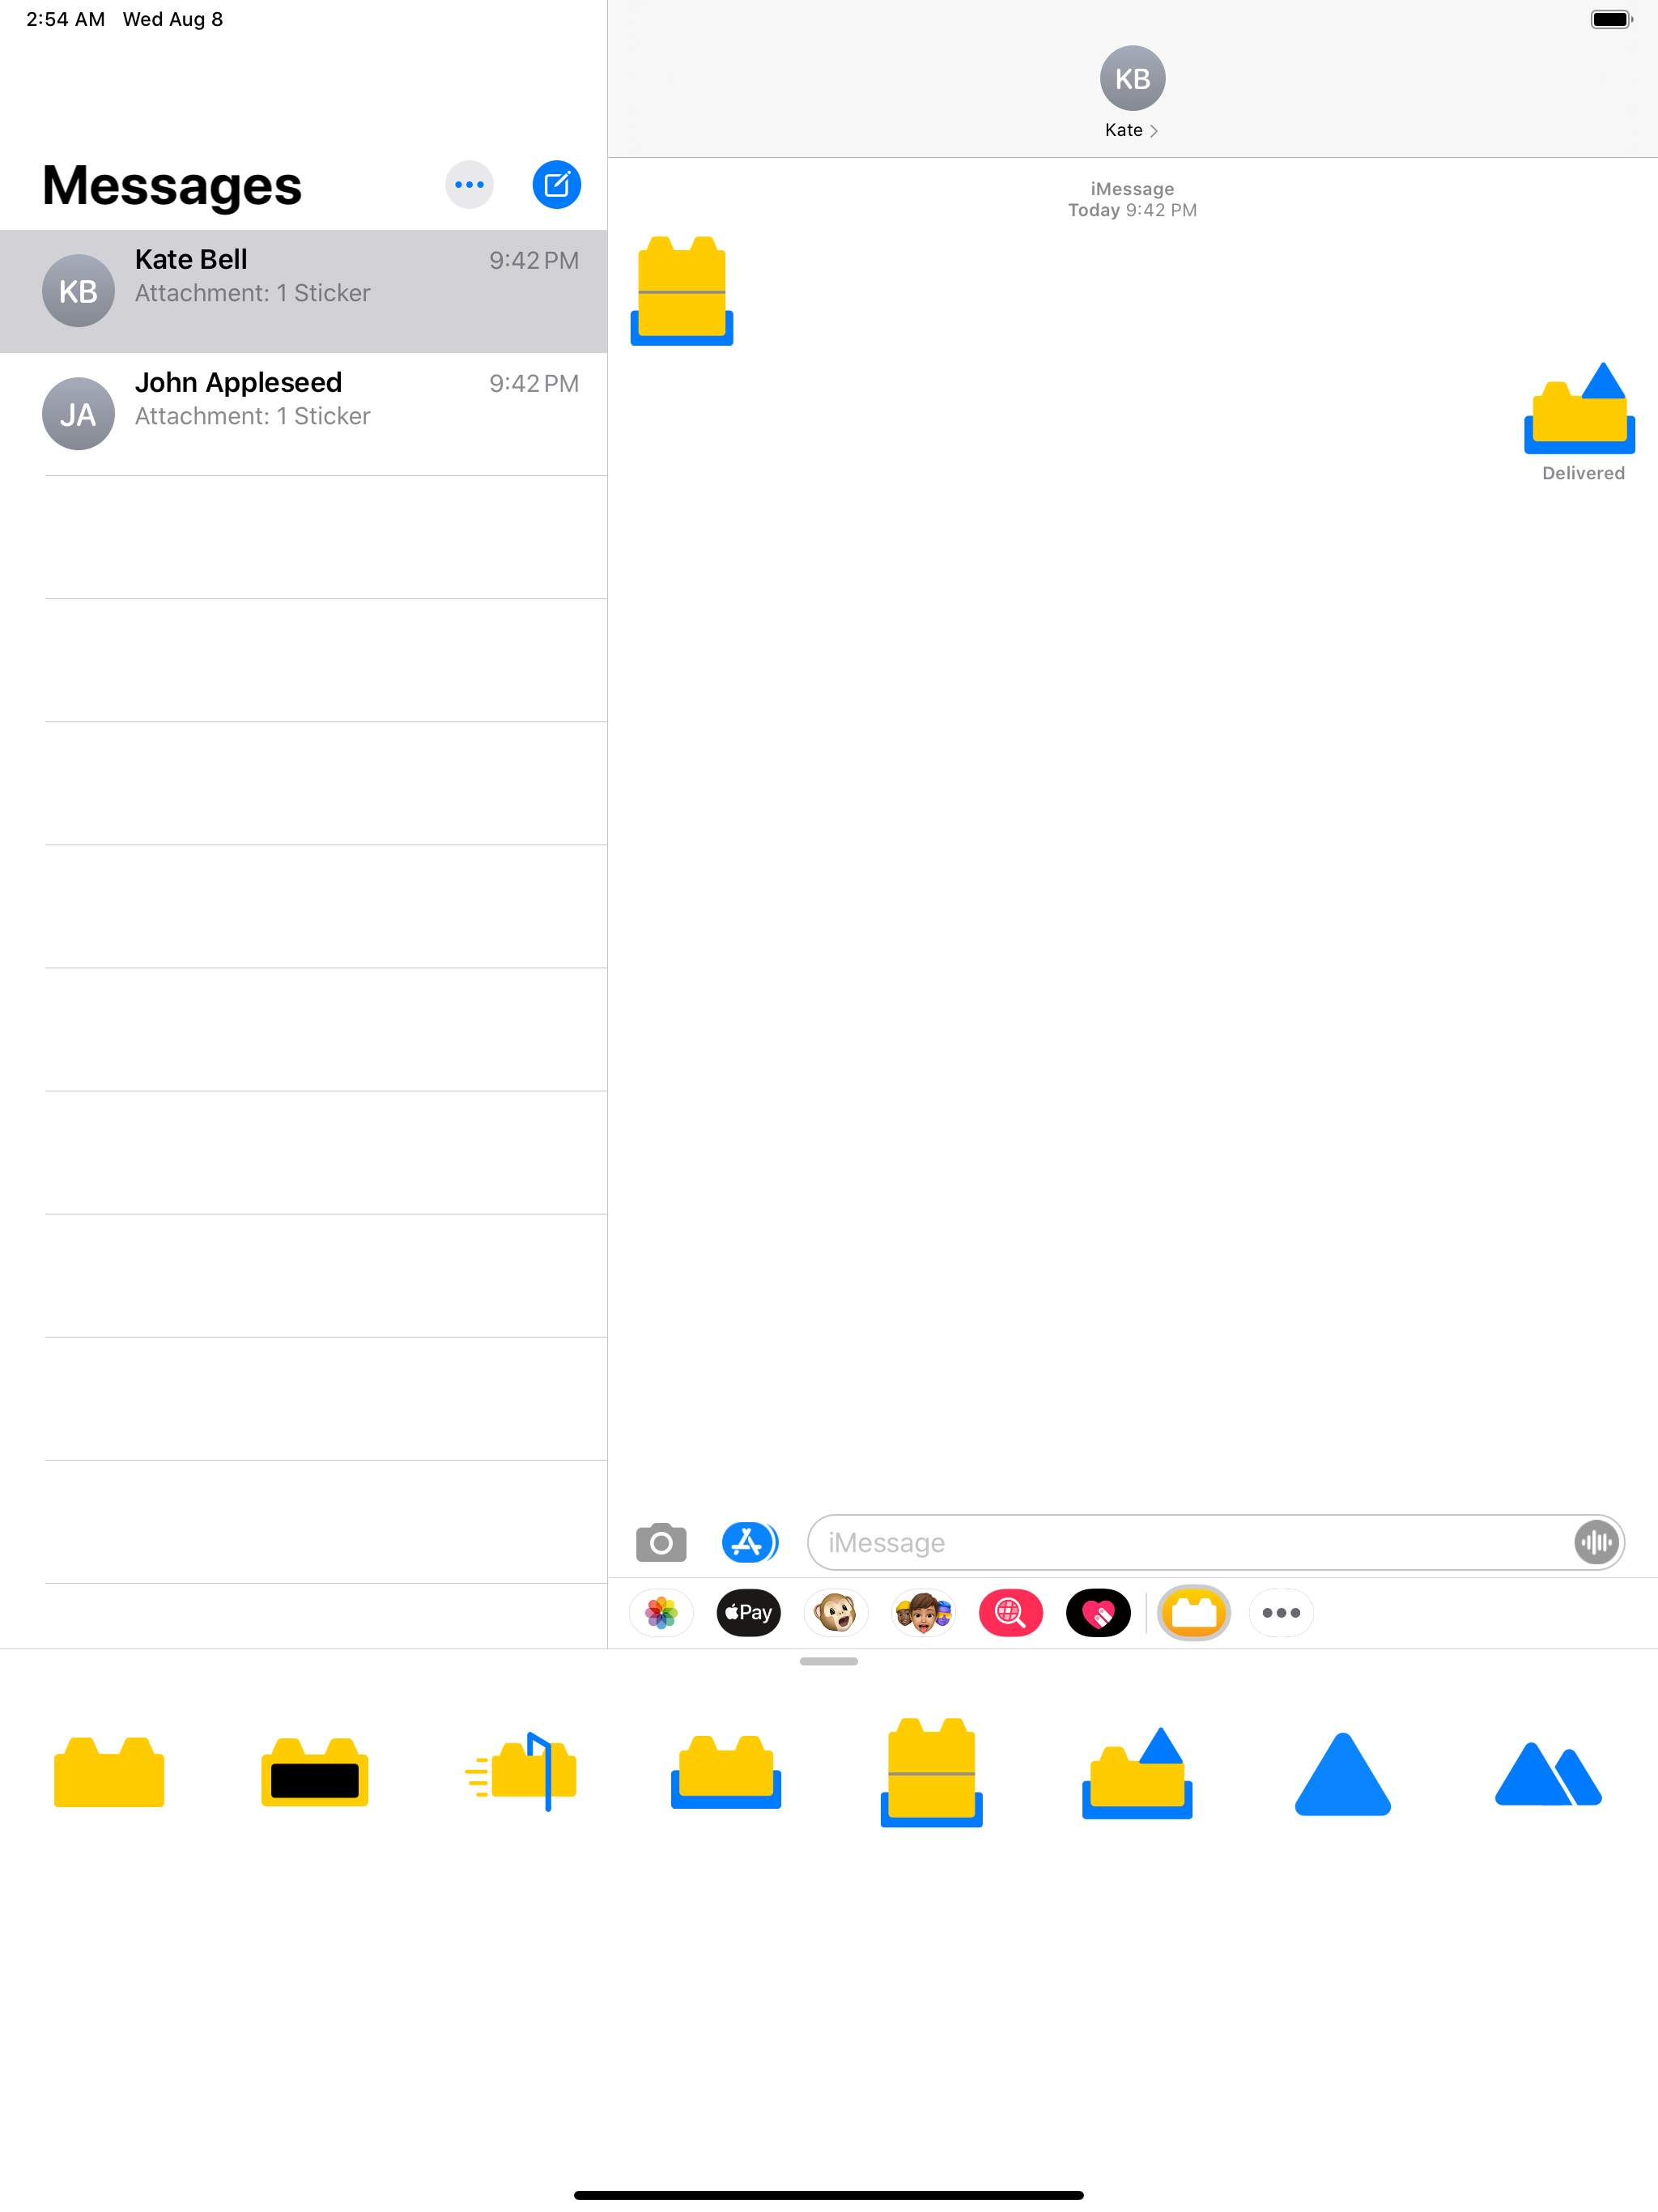 2:54 AM Wed Aug 8
Messages
KB
Kate Bell 9:42 PM
Attachment: 1 Sticker
JA
John Appleseed 9:42 PM
Attachment: 1 Sticker
KB
Kate
iMessage
Today 9:42 PM
Delivered
iMessage
Pay